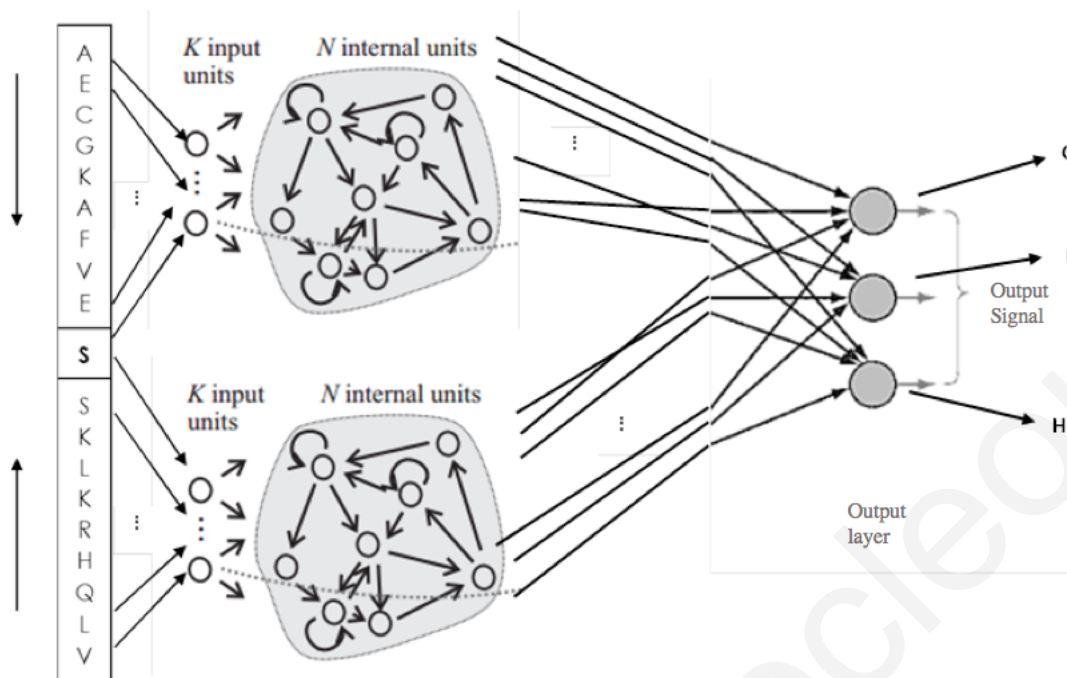 A
E
C
G
K
A
F
V
E
S
S
K
L
K
R
H
Q
L
V
K input
units
N internal units
K input
units
N internal units
Output
Signal
H
Output
layer